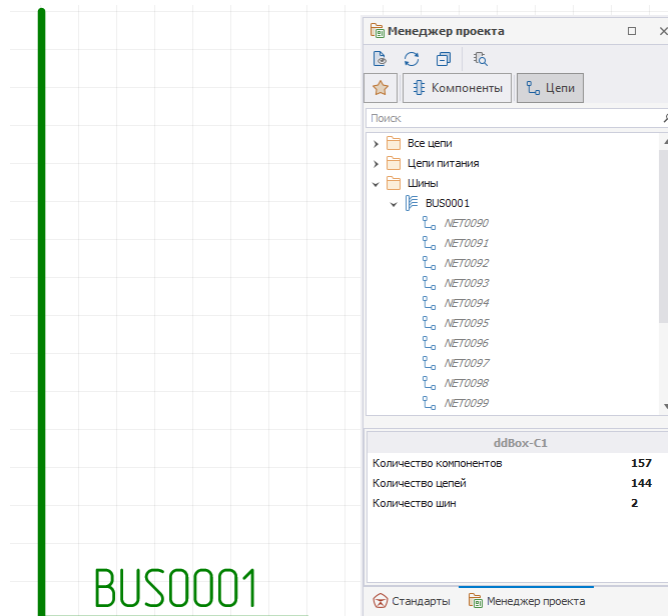 Менеджер проекта
Компоненты
Цепи
Поиск
Все цепи
Цепи питания
Шины
BUS0001
NET0090
NET0091
NET0092
NET0093
NET0094
NET0095
NET0096
NET0097
NET0098
NET0099
ddBox-C1
Количество компонентов 157
Количество цепей 144
Количество шин 2
BUS0001
Стандарты Менеджер проекта